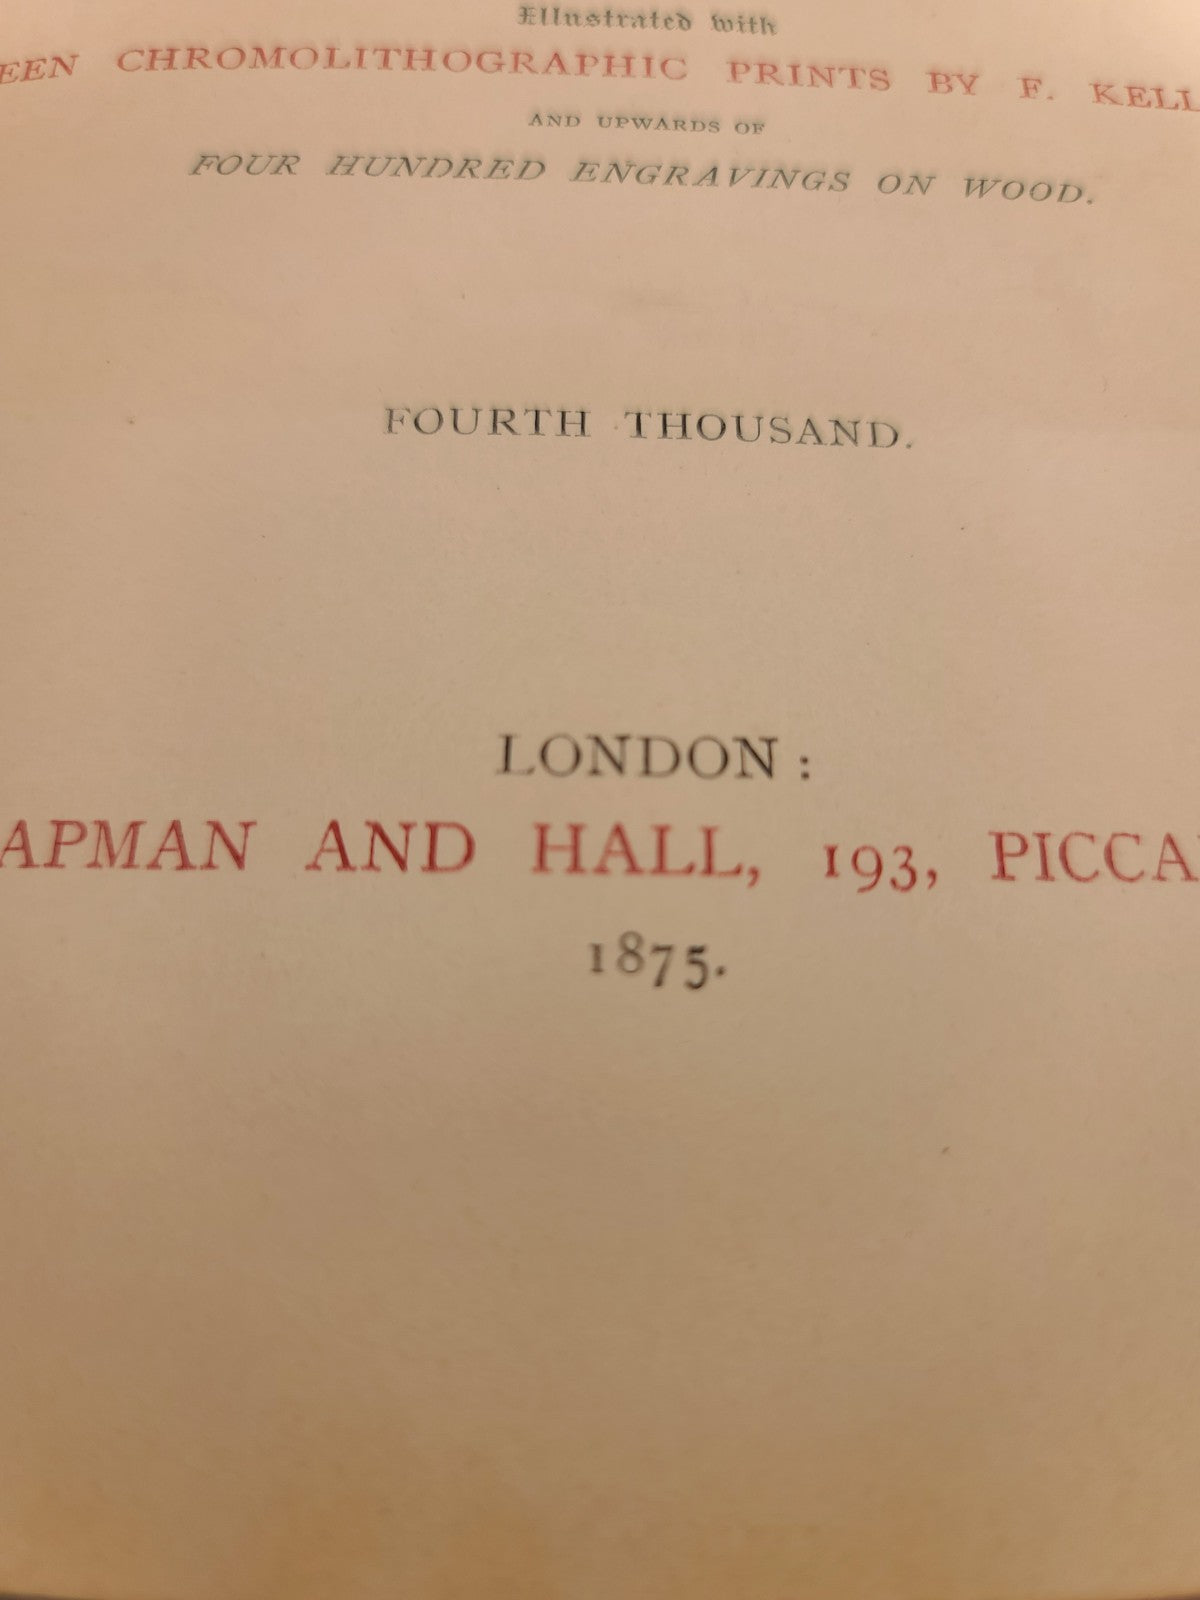 Illustrated with
EEN CHROMOLITHOGRAPHIC PRINTS BY F. KELL
AND UPWARDS OF
FOUR HUNDRED ENGRAVINGS ON WOOD.
FOURTH THOUSAND.
LONDON:
APMAN AND HALL, 193, PICCA
1875.